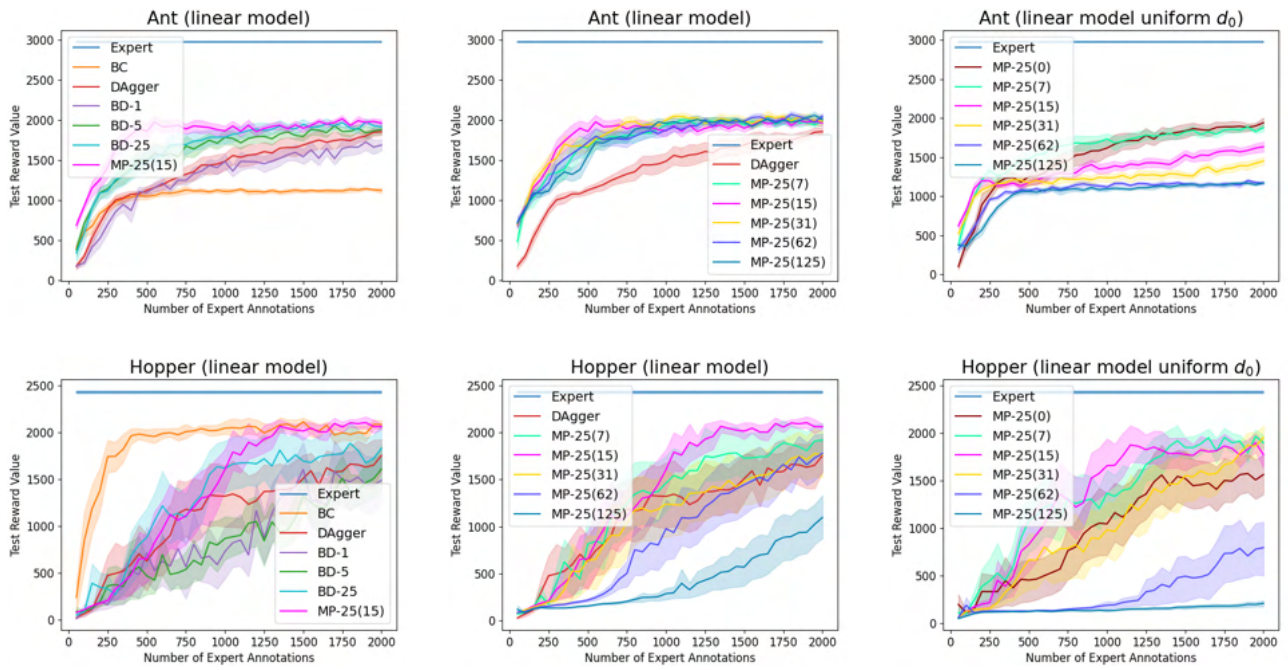 Ant (linear model)
Test Reward Value
3000
2500
2000
1500
1000
500
0
Expert
BC
DAgger
BD-1
BD-5
BD-25
MP-25(15)
0 250 500 750 1000 1250 1500 1750 2000
Number of Expert Annotations
Ant (linear model)
Test Reward Value
3000
2500
2000
1500
1000
500
0
Expert
DAgger
MP-25(7)
MP-25(15)
MP-25(31)
MP-25(62)
MP-25(125)
0 250 500 750 1000 1250 1500 1750 2000
Number of Expert Annotations
Ant (linear model uniform d₀)
Test Reward Value
3000
2500
2000
1500
1000
500
0
Expert
MP-25(0)
MP-25(7)
MP-25(15)
MP-25(31)
MP-25(62)
MP-25(125)
0 250 500 750 1000 1250 1500 1750 2000
Number of Expert Annotations
Hopper (linear model)
Test Reward Value
2500
2000
1500
1000
500
0
Expert
BC
DAgger
BD-1
BD-5
BD-25
MP-25(15)
0 250 500 750 1000 1250 1500 1750 2000
Number of Expert Annotations
Hopper (linear model)
Test Reward Value
2500
2000
1500
1000
500
0
Expert
DAgger
MP-25(7)
MP-25(15)
MP-25(31)
MP-25(62)
MP-25(125)
0 250 500 750 1000 1250 1500 1750 2000
Number of Expert Annotations
Hopper (linear model uniform d₀)
Test Reward Value
2500
2000
1500
1000
500
0
Expert
MP-25(0)
MP-25(7)
MP-25(15)
MP-25(31)
MP-25(62)
MP-25(125)
0 250 500 750 1000 1250 1500 1750 2000
Number of Expert Annotations